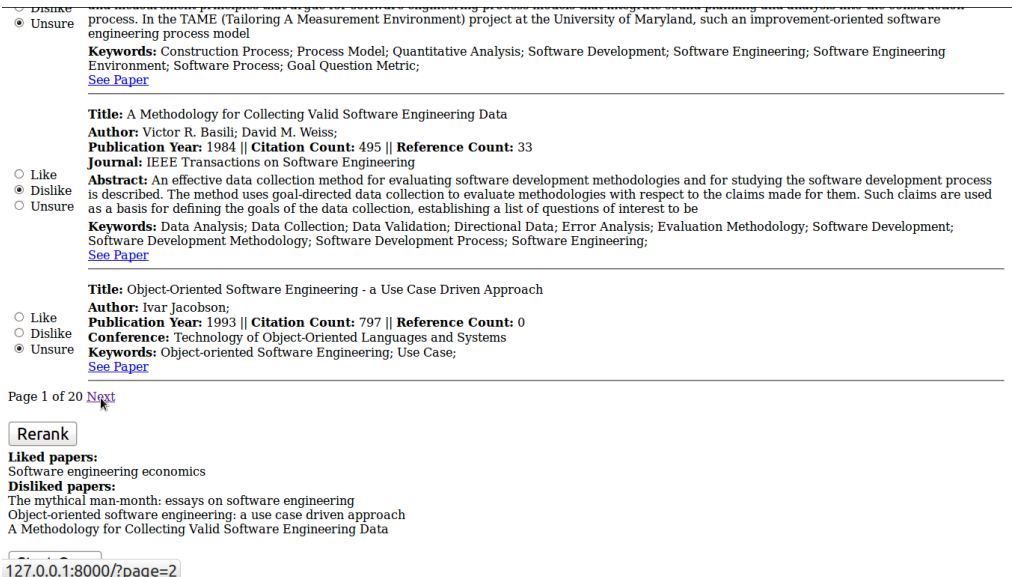 Dislike
Unsure
process. In the TAME (Tailoring A Measurement Environment) project at the University of Maryland, such an improvement-oriented software
engineering process model
Keywords: Construction Process; Process Model; Quantitative Analysis; Software Development; Software Engineering; Software Engineering
Environment; Software Process; Goal Question Metric;
See Paper
Title: A Methodology for Collecting Valid Software Engineering Data
Author: Victor R. Basili; David M. Weiss;
Publication Year: 1984 || Citation Count: 495 || Reference Count: 33
Journal: IEEE Transactions on Software Engineering
Like
Dislike
Unsure
Abstract: An effective data collection method for evaluating software development methodologies and for studying the software development process
is described. The method uses goal-directed data collection to evaluate methodologies with respect to the claims made for them. Such claims are used
as a basis for defining the goals of the data collection, establishing a list of questions of interest to be
Keywords: Data Analysis; Data Collection; Data Validation; Directional Data; Error Analysis; Evaluation Methodology; Software Development;
Software Development Methodology; Software Development Process; Software Engineering;
See Paper
Title: Object-Oriented Software Engineering - a Use Case Driven Approach
Author: Ivar Jacobson;
Like
Dislike
Unsure
Publication Year: 1993 || Citation Count: 797 || Reference Count: 0
Conference: Technology of Object-Oriented Languages and Systems
Keywords: Object-oriented Software Engineering; Use Case;
See Paper
Page 1 of 20 Next
Rerank
Liked papers:
Software engineering economics
Disliked papers:
The mythical man-month: essays on software engineering
Object-oriented software engineering: a use case driven approach
A Methodology for Collecting Valid Software Engineering Data
127.0.0.1:8000/?page=2